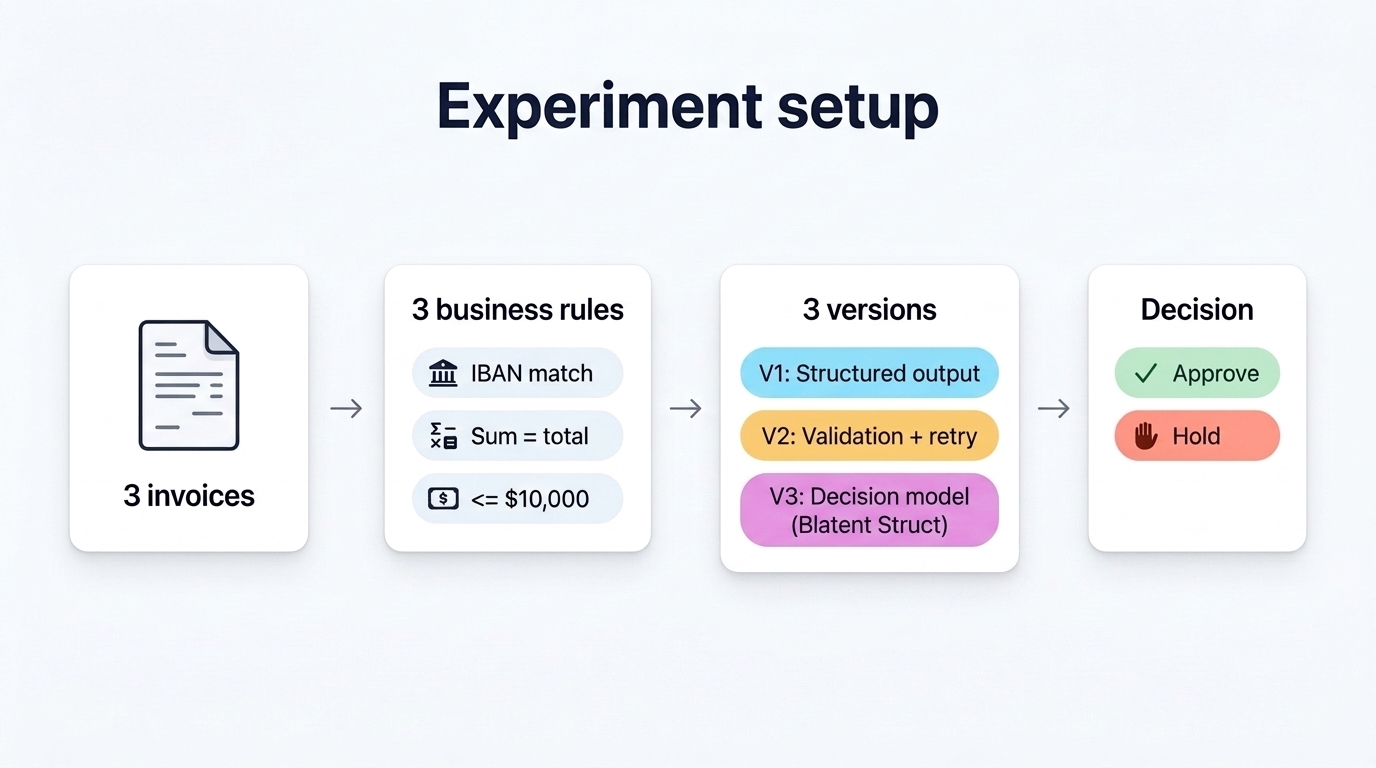 Experiment setup
3 invoices
3 business rules
IBAN match
Sum = total
<= $10,000
3 versions
V1: Structured output
V2: Validation + retry
V3: Decision model
(Blatent Struct)
Decision
Approve
Hold